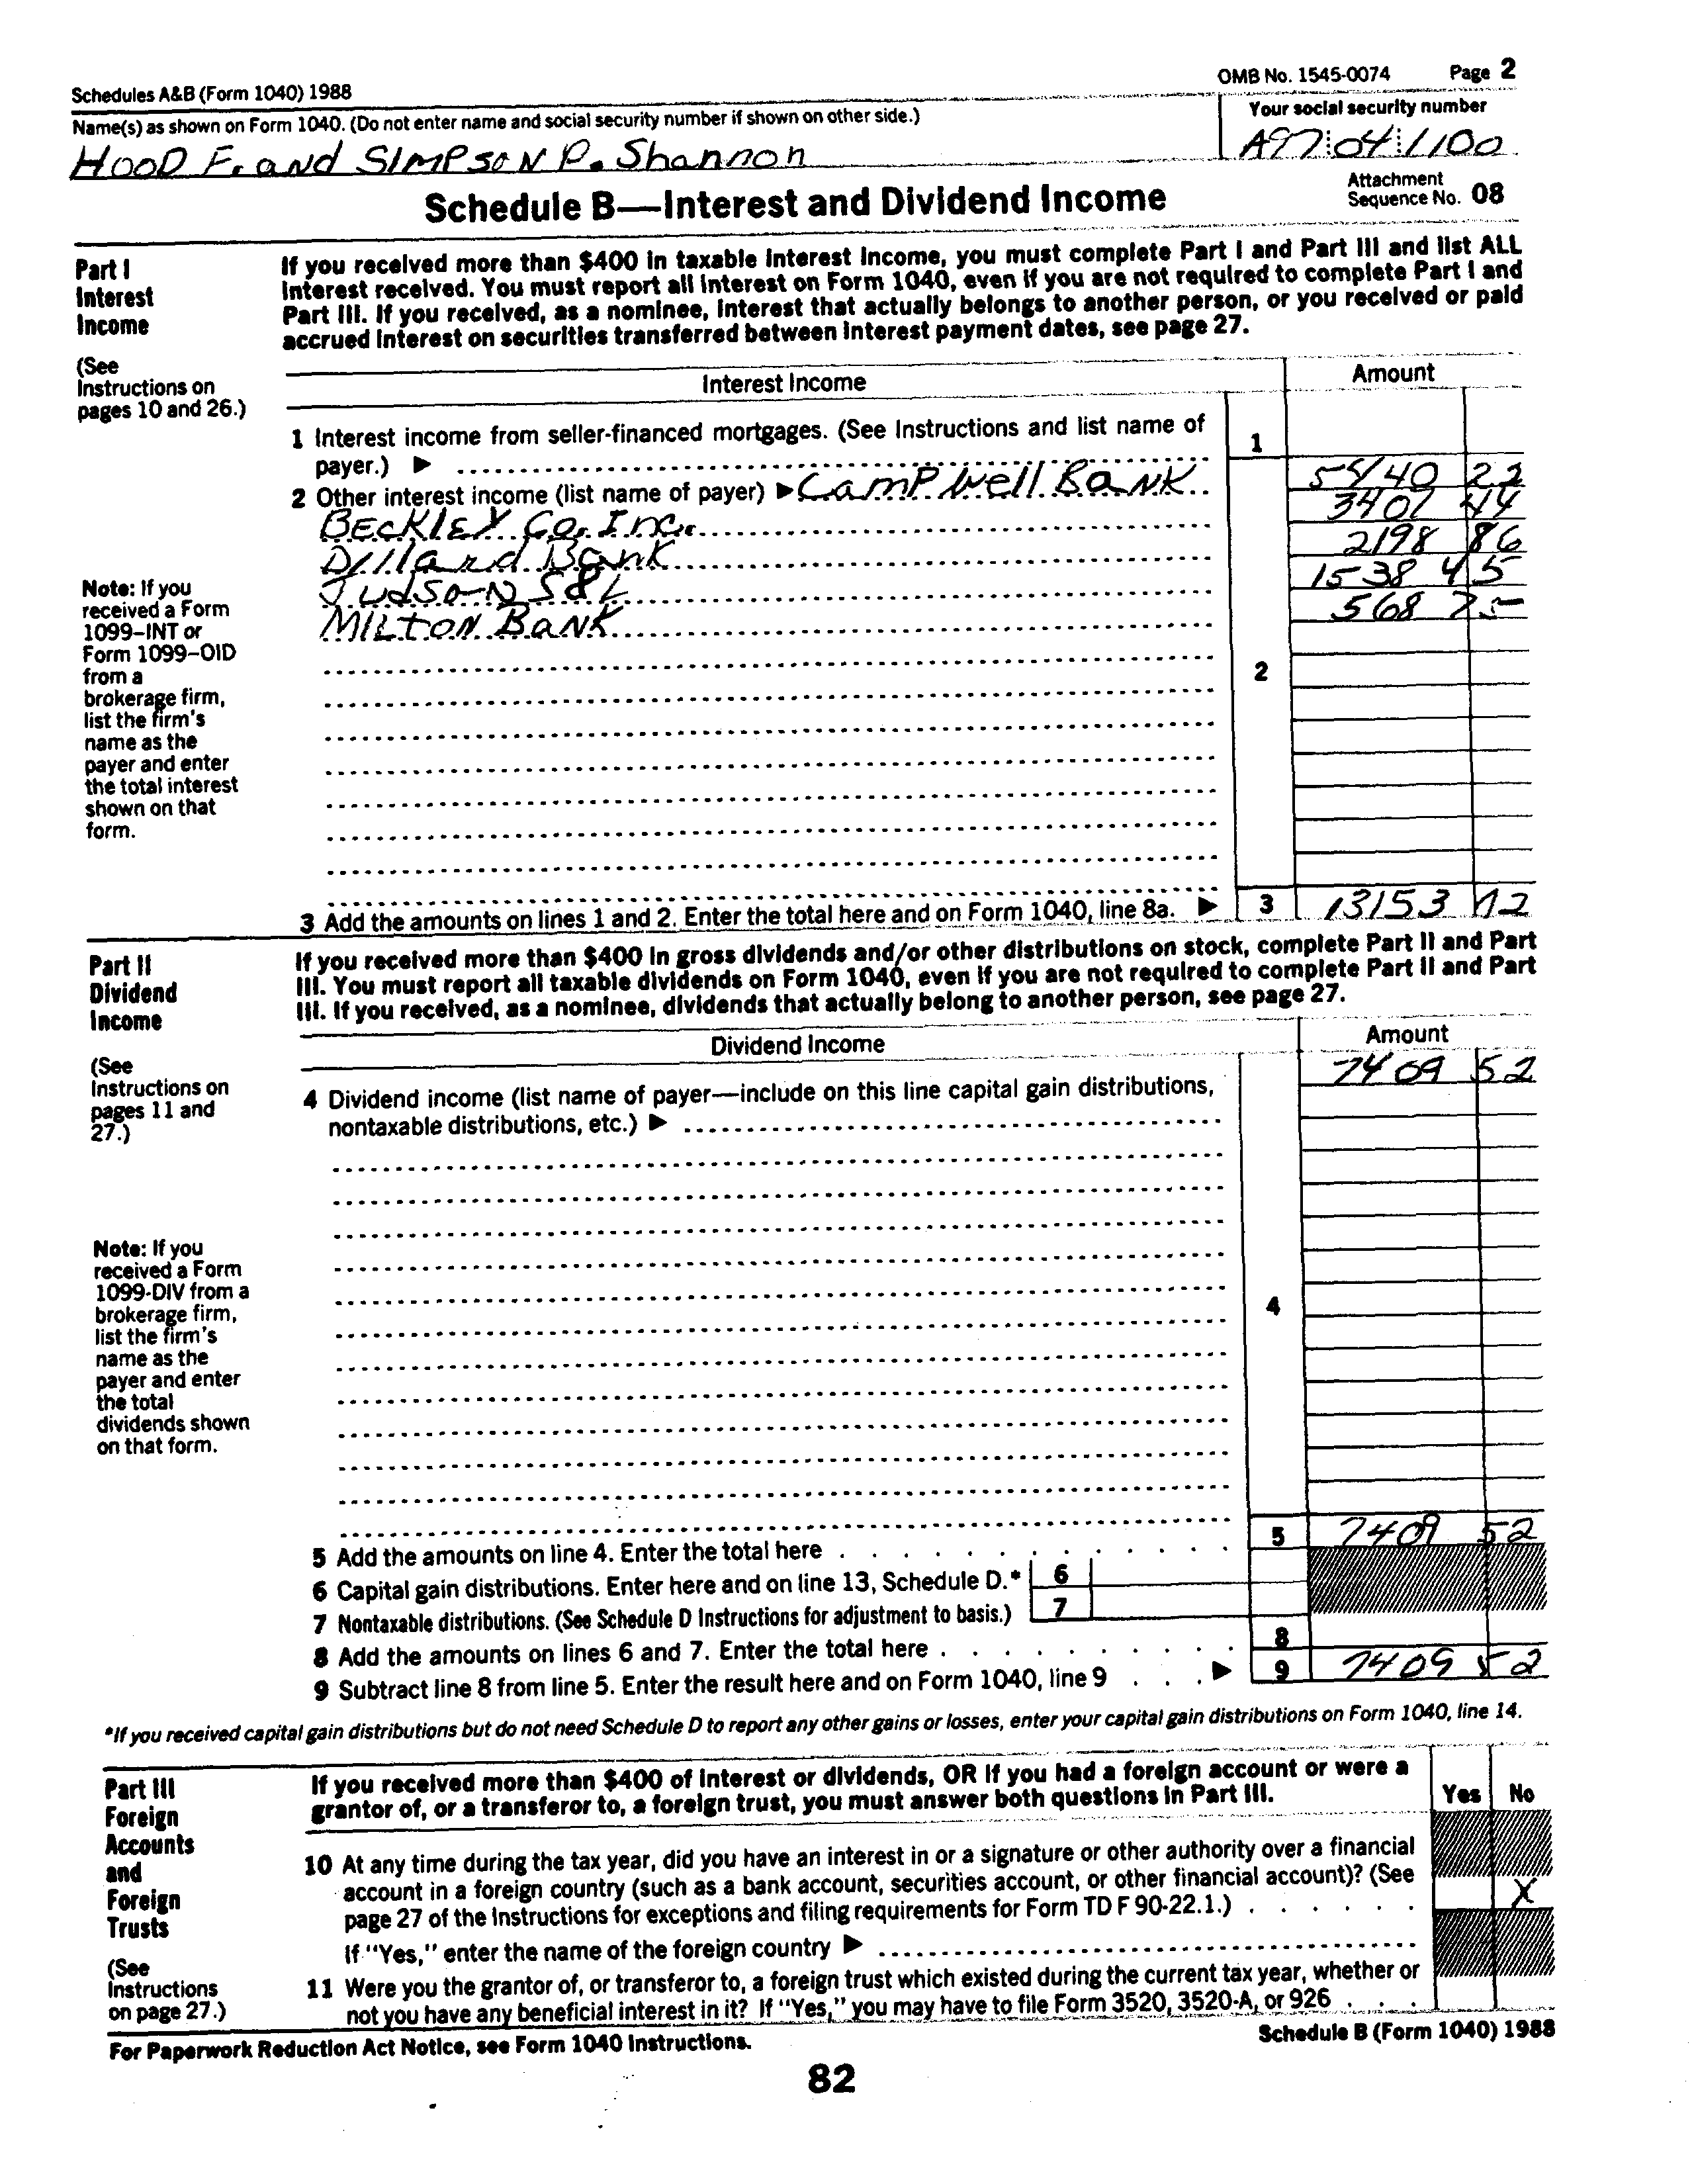 Schedules A&B (Form 1040) 1988
OMB No. 1545-0074 Page 2
Name(s) as shown on Form 1040. (Do not enter name and social security number if shown on other side.)
Your social security number
HOOD F. and SIMPSON P. Shannon
A97 04 1100
Schedule B—Interest and Dividend Income
Attachment
Sequence No. 08
Part I
Interest
Income
(See
Instructions on
pages 10 and 26.)
If you received more than $400 in taxable interest income, you must complete Part I and Part III and list ALL
interest received. You must report all interest on Form 1040, even if you are not required to complete Part I and
Part III. If you received, as a nominee, interest that actually belongs to another person, or you received or paid
accrued interest on securities transferred between interest payment dates, see page 27.
Interest Income
Amount
1 Interest income from seller-financed mortgages. (See Instructions and list name of
payer.) ▶
1
2 Other interest income (list name of payer) ▶ CamPwell BaNK 5440 22
BECKLEY Co. Inc. 3407 44
Dillard Bank 2198 86
JudsoN S&L 1538 45
MILTON BANK 568 75
2
Note: If you
received a Form
1099–INT or
Form 1099–OID
from a
brokerage firm,
list the firm's
name as the
payer and enter
the total interest
shown on that
form.
3 Add the amounts on lines 1 and 2. Enter the total here and on Form 1040, line 8a. ▶ 3 13153 72
Part II
Dividend
Income
(See
Instructions on
pages 11 and
27.)
If you received more than $400 in gross dividends and/or other distributions on stock, complete Part II and Part
III. You must report all taxable dividends on Form 1040, even if you are not required to complete Part II and Part
III. If you received, as a nominee, dividends that actually belong to another person, see page 27.
Dividend Income
Amount
7409 52
4 Dividend income (list name of payer—include on this line capital gain distributions,
nontaxable distributions, etc.) ▶
4
Note: If you
received a Form
1099-DIV from a
brokerage firm,
list the firm's
name as the
payer and enter
the total
dividends shown
on that form.
5 Add the amounts on line 4. Enter the total here 5 7409 52
6 Capital gain distributions. Enter here and on line 13, Schedule D.* 6
7 Nontaxable distributions. (See Schedule D Instructions for adjustment to basis.) 7
8 Add the amounts on lines 6 and 7. Enter the total here 8
9 Subtract line 8 from line 5. Enter the result here and on Form 1040, line 9 ▶ 9 7409 52
*If you received capital gain distributions but do not need Schedule D to report any other gains or losses, enter your capital gain distributions on Form 1040, line 14.
Part III
Foreign
Accounts
and
Foreign
Trusts
(See
Instructions
on page 27.)
If you received more than $400 of interest or dividends, OR if you had a foreign account or were a
grantor of, or a transferor to, a foreign trust, you must answer both questions in Part III.
Yes No
10 At any time during the tax year, did you have an interest in or a signature or other authority over a financial
account in a foreign country (such as a bank account, securities account, or other financial account)? (See
page 27 of the Instructions for exceptions and filing requirements for Form TD F 90-22.1.) X
If "Yes," enter the name of the foreign country ▶
11 Were you the grantor of, or transferor to, a foreign trust which existed during the current tax year, whether or
not you have any beneficial interest in it? If "Yes," you may have to file Form 3520, 3520-A, or 926
For Paperwork Reduction Act Notice, see Form 1040 Instructions.
Schedule B (Form 1040) 1988
82